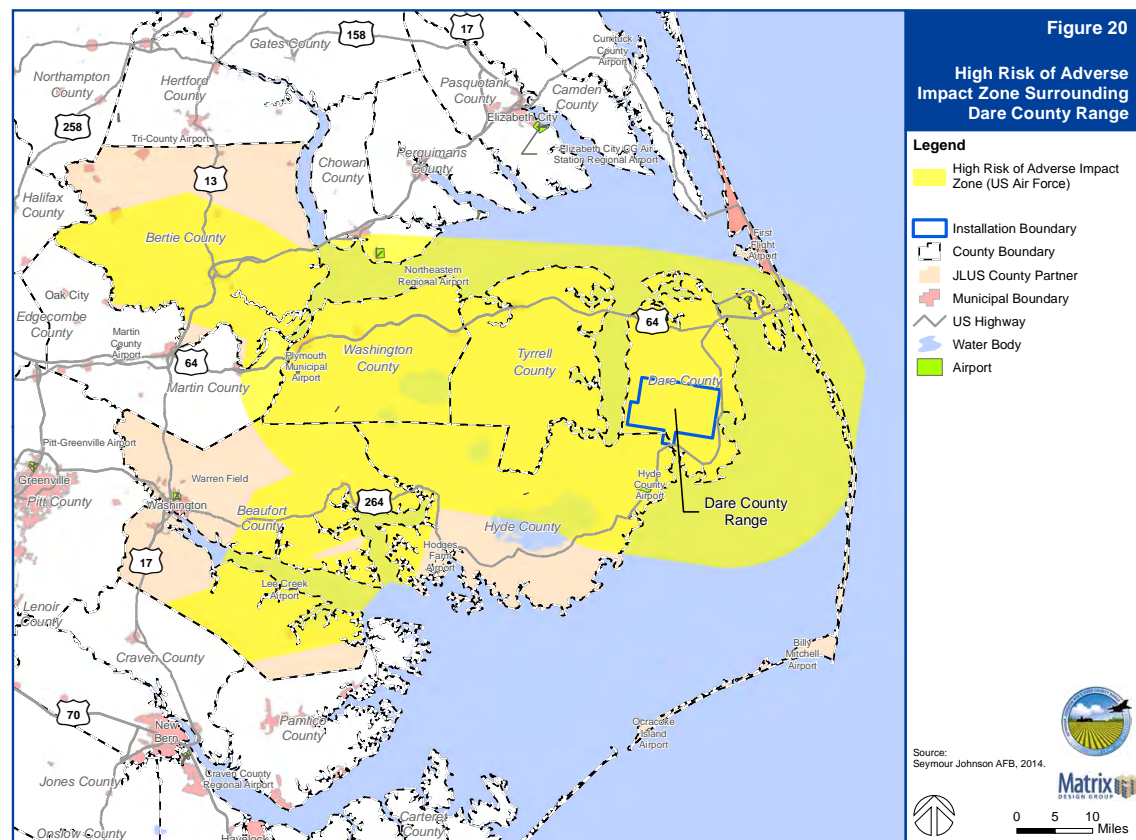 Figure 20
High Risk of Adverse
Impact Zone Surrounding
Dare County Range
Legend
High Risk of Adverse Impact
Zone (US Air Force)
Installation Boundary
County Boundary
JLUS County Partner
Municipal Boundary
US Highway
Water Body
Airport
Source:
Seymour Johnson AFB, 2014.
Matrix
DESIGN GROUP
0 5 10
Miles
158
17
Gates County
Currituck
County
Airport
Northampton
County
Hertford
County
Pasquotank
County
Camden
County
258
Elizabeth City
Tri-County Airport
Elizabeth City CG Air
Station Regional Airport
Chowan
County
Perquimans
County
13
Halifax
County
Bertie County
First
Flight
Airport
Northeastern
Regional Airport
Oak City
Edgecombe
County
Martin
County
Airport
64
64
Plymouth
Municipal
Airport
Washington
County
Tyrrell
County
Dare County
Martin County
Pitt-Greenville Airport
Greenville
Pitt County
Warren Field
Washington
Beaufort
County
264
Hyde
County
Airport
Dare County
Range
Hyde County
17
Hodges
Farm
Airport
Lee Creek
Airport
Lenoir
County
Craven County
Billy
Mitchell
Airport
70
New
Bern
Pamlico
County
Ocracoke
Island
Airport
Jones County
Craven County
Regional Airport
Carteret
County
Onslow County
Havelock